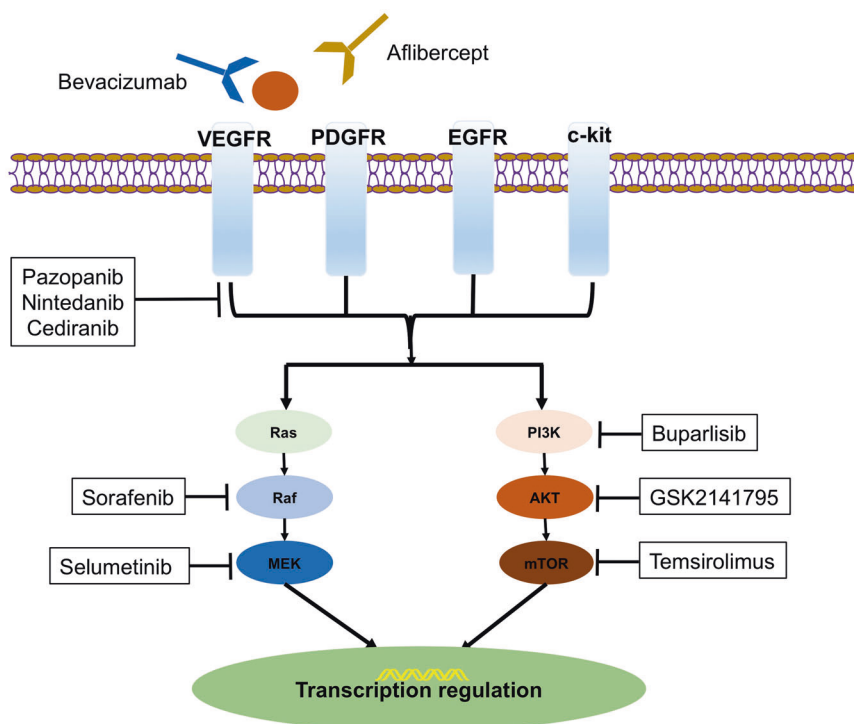 Aflibercept
Bevacizumab
VEGFR
PDGFR
EGFR
c-kit
Pazopanib
Nintedanib
Cediranib
Ras
PI3K
Buparlisib
Sorafenib
Raf
AKT
GSK2141795
Selumetinib
MEK
mTOR
Temsirolimus
Transcription regulation